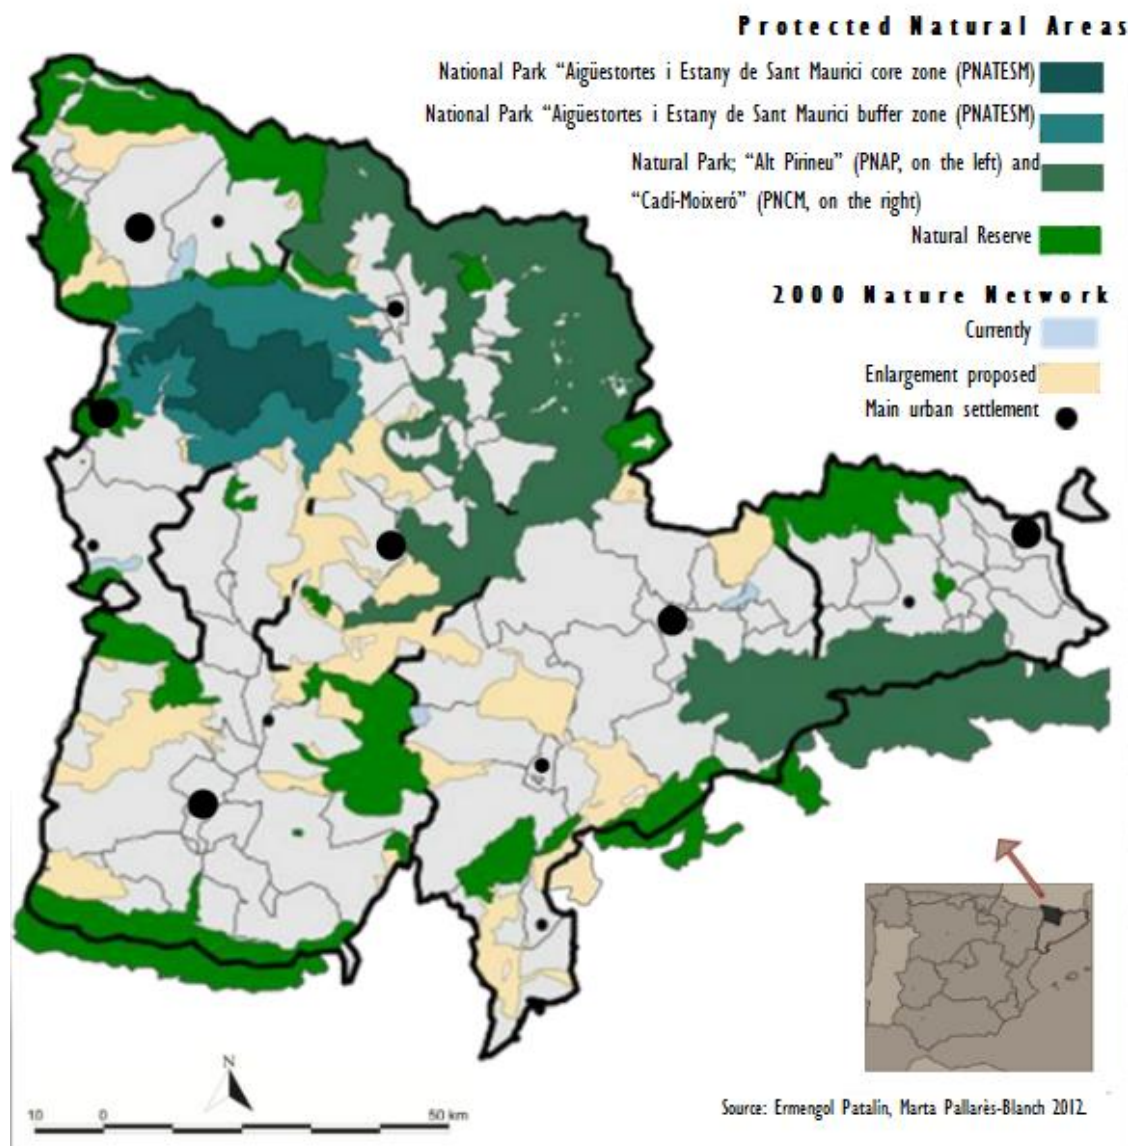 Protected Natural Areas
National Park “Aigüestortes i Estany de Sant Maurici core zone (PNATESM)
National Park “Aigüestortes i Estany de Sant Maurici buffer zone (PNATESM)
Natural Park; “Alt Pirineu” (PNAP, on the left) and
“Cadí-Moixeró” (PNCM, on the right)
Natural Reserve
2000 Nature Network
Currently
Enlargement proposed
Main urban settlement
N
10 0 50 km
Source: Ermengol Patalín, Marta Pallarès-Blanch 2012.